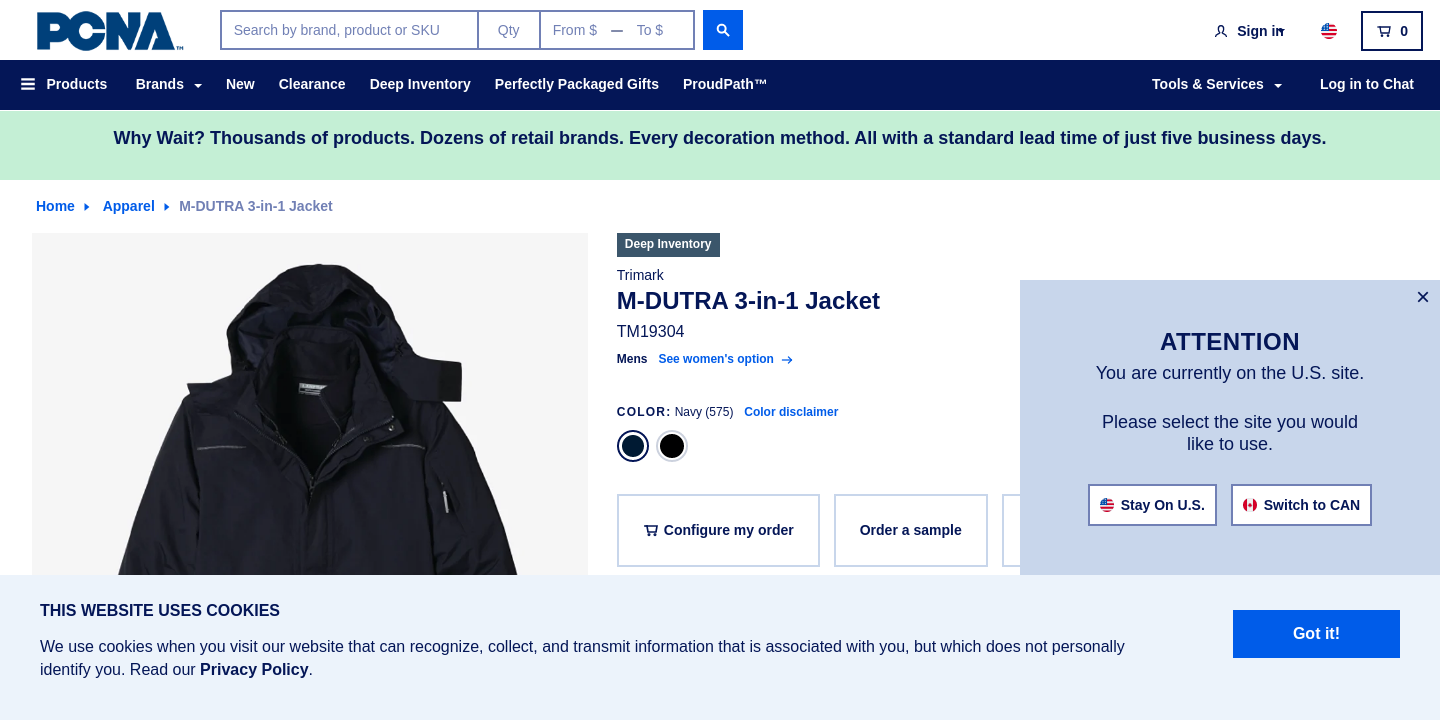 PCNA™
Search by brand, product or SKU
Qty
From $ — To $
Sign in
0
Products
Brands
New
Clearance
Deep Inventory
Perfectly Packaged Gifts
ProudPath™
Tools & Services
Log in to Chat
Why Wait? Thousands of products. Dozens of retail brands. Every decoration method. All with a standard lead time of just five business days.
Home
Apparel
M-DUTRA 3-in-1 Jacket
Deep Inventory
Trimark
M-DUTRA 3-in-1 Jacket
TM19304
Mens See women's option
COLOR: Navy (575) Color disclaimer
Configure my order
Order a sample
ATTENTION
You are currently on the U.S. site.
Please select the site you would
like to use.
Stay On U.S.
Switch to CAN
THIS WEBSITE USES COOKIES
We use cookies when you visit our website that can recognize, collect, and transmit information that is associated with you, but which does not personally
identify you. Read our Privacy Policy.
Got it!